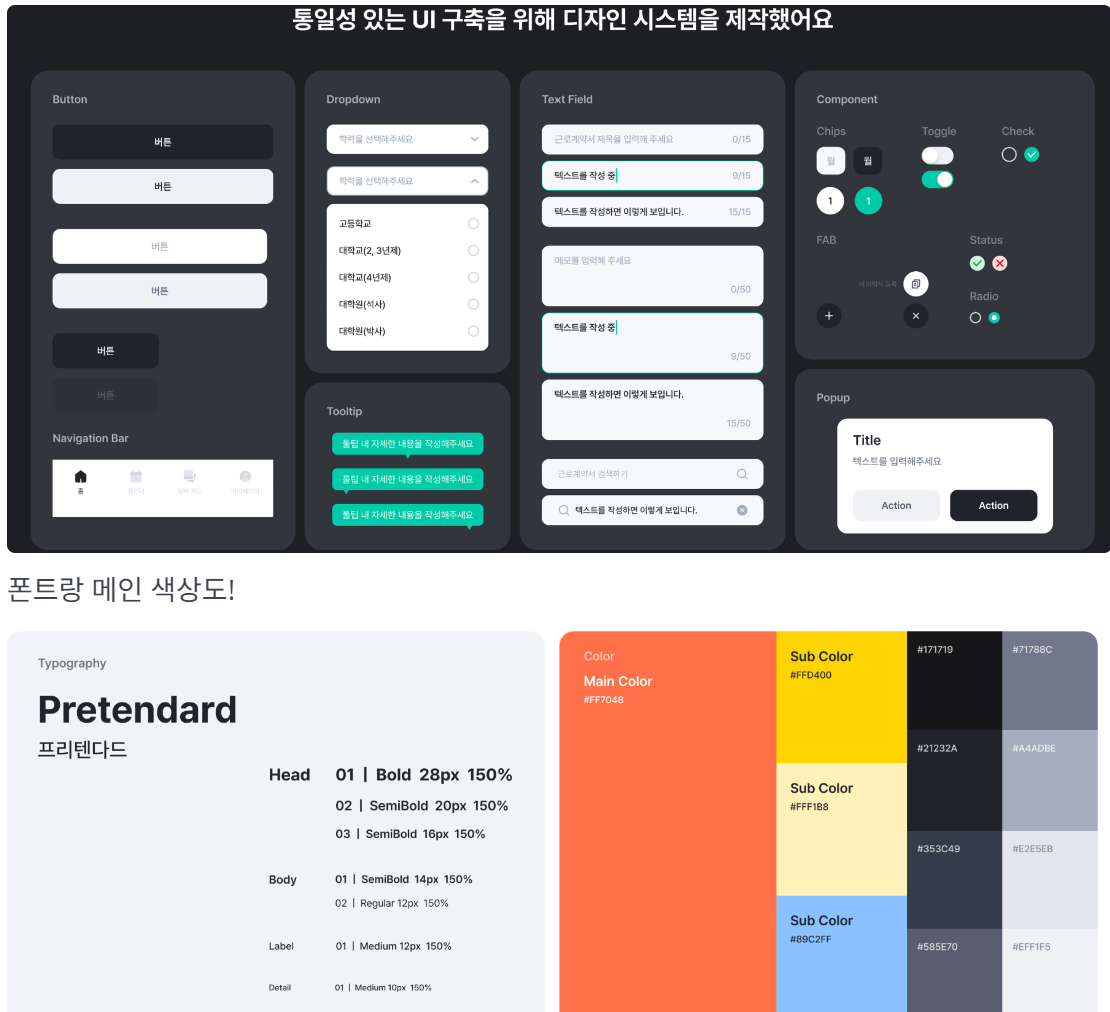 통일성 있는 UI 구축을 위해 디자인 시스템을 제작했어요
Button
버튼
버튼
버튼
버튼
버튼
버튼
Navigation Bar
홈
캘린더
알바 카드
마이페이지
Dropdown
학력을 선택해주세요
학력을 선택해주세요
고등학교
대학교(2, 3년제)
대학교(4년제)
대학원(석사)
대학원(박사)
Tooltip
툴팁 내 자세한 내용을 작성해주세요
툴팁 내 자세한 내용을 작성해주세요
툴팁 내 자세한 내용을 작성해주세요
Text Field
근로계약서 제목을 입력해 주세요 0/15
텍스트를 작성 중 9/15
텍스트를 작성하면 이렇게 보입니다. 15/15
메모를 입력해 주세요
0/50
텍스트를 작성 중
9/50
텍스트를 작성하면 이렇게 보입니다.
15/50
근로계약서 검색하기
텍스트를 작성하면 이렇게 보입니다.
Component
Chips
월 월
1 1
Toggle
Check
FAB
새 이력서 등록
Status
Radio
Popup
Title
텍스트를 입력해주세요
Action Action
폰트랑 메인 색상도!
Typography
Pretendard
프리텐다드
Head 01 | Bold 28px 150%
02 | SemiBold 20px 150%
03 | SemiBold 16px 150%
Body 01 | SemiBold 14px 150%
02 | Regular 12px 150%
Label 01 | Medium 12px 150%
Detail 01 | Medium 10px 150%
Color
Main Color
#FF7048
Sub Color
#FFD400
Sub Color
#FFF1B8
Sub Color
#89C2FF
#171719
#21232A
#353C49
#585E70
#71788C
#A4ADBE
#E2E5EB
#EFF1F5